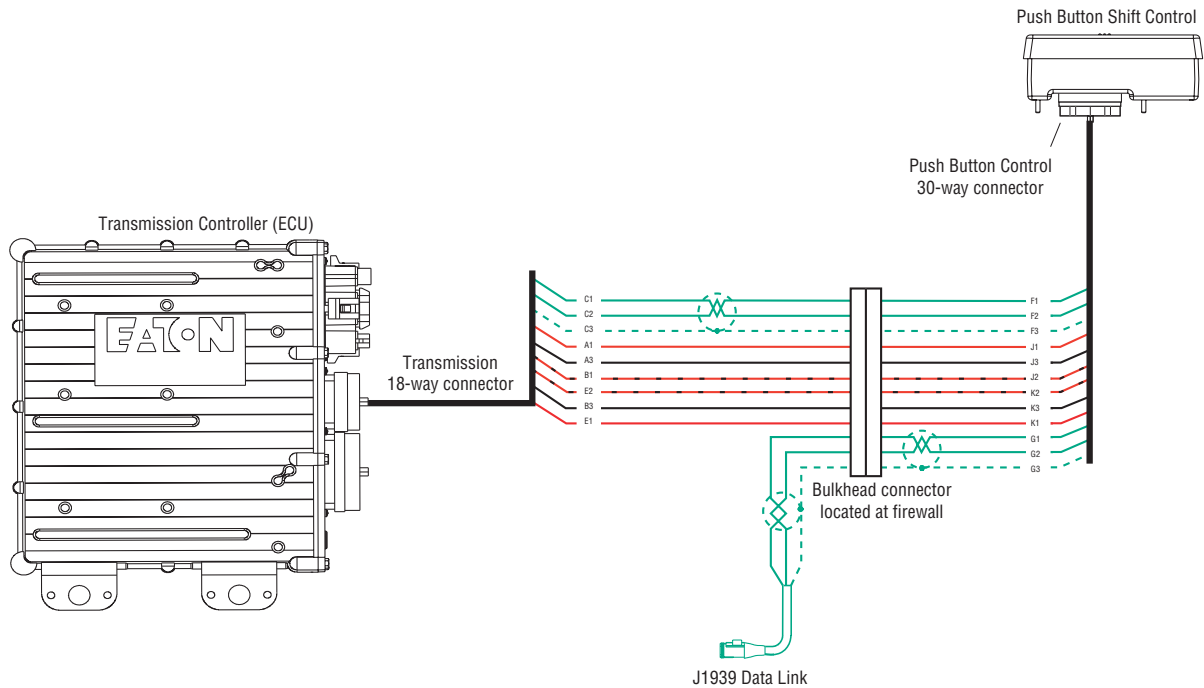 Push Button Shift Control
Push Button Control
30-way connector
Transmission Controller (ECU)
EATON
Transmission
18-way connector
C1
C2
C3
A1
A3
B1
E2
B3
E1
F1
F2
F3
J1
J3
J2
K2
K3
K1
G1
G2
G3
Bulkhead connector
located at firewall
J1939 Data Link